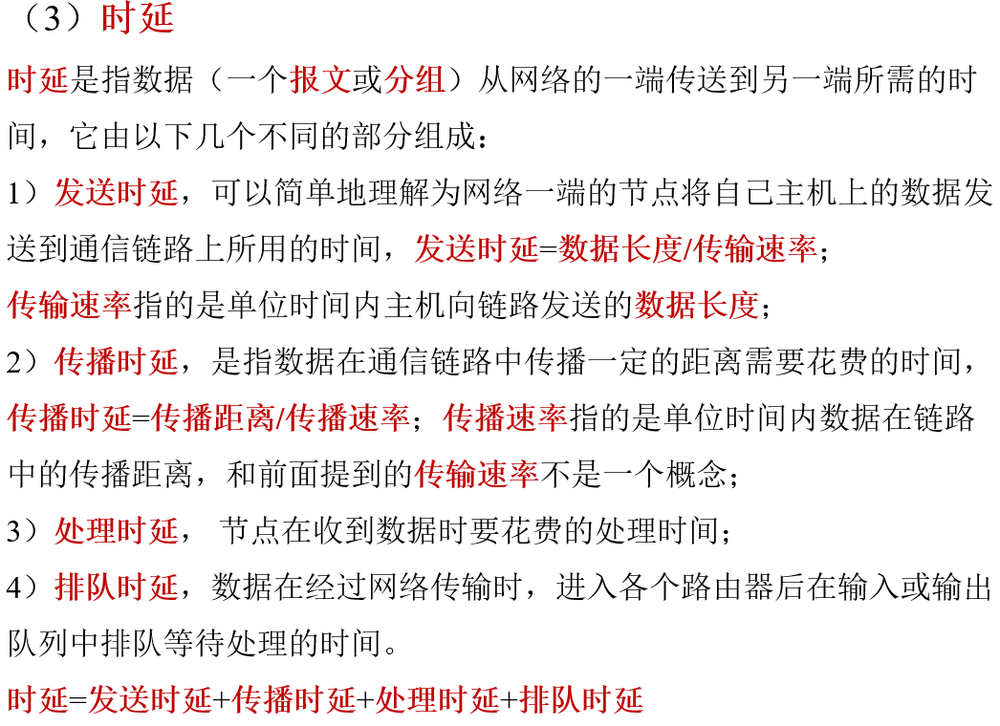 （3）时延
时延是指数据（一个报文或分组）从网络的一端传送到另一端所需的时
间，它由以下几个不同的部分组成：
1）发送时延，可以简单地理解为网络一端的节点将自己主机上的数据发
送到通信链路上所用的时间，发送时延=数据长度/传输速率；
传输速率指的是单位时间内主机向链路发送的数据长度；
2）传播时延，是指数据在通信链路中传播一定的距离需要花费的时间，
传播时延=传播距离/传播速率；传播速率指的是单位时间内数据在链路
中的传播距离，和前面提到的传输速率不是一个概念；
3）处理时延， 节点在收到数据时要花费的处理时间；
4）排队时延，数据在经过网络传输时，进入各个路由器后在输入或输出
队列中排队等待处理的时间。
时延=发送时延+传播时延+处理时延+排队时延